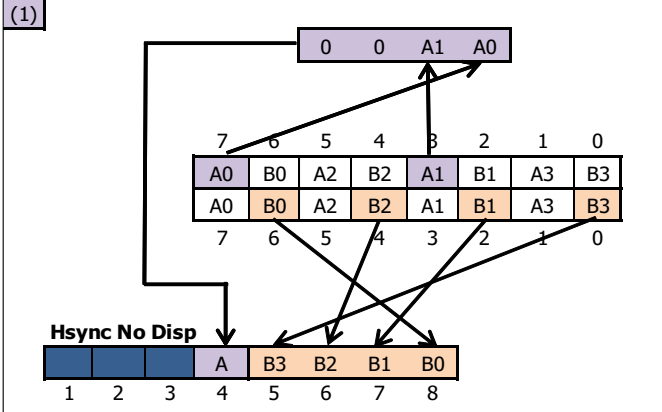 (1)
0 0 A1 A0
7 6 5 4 3 2 1 0
A0 B0 A2 B2 A1 B1 A3 B3
A0 B0 A2 B2 A1 B1 A3 B3
7 6 5 4 3 2 1 0
Hsync No Disp
A B3 B2 B1 B0
1 2 3 4 5 6 7 8